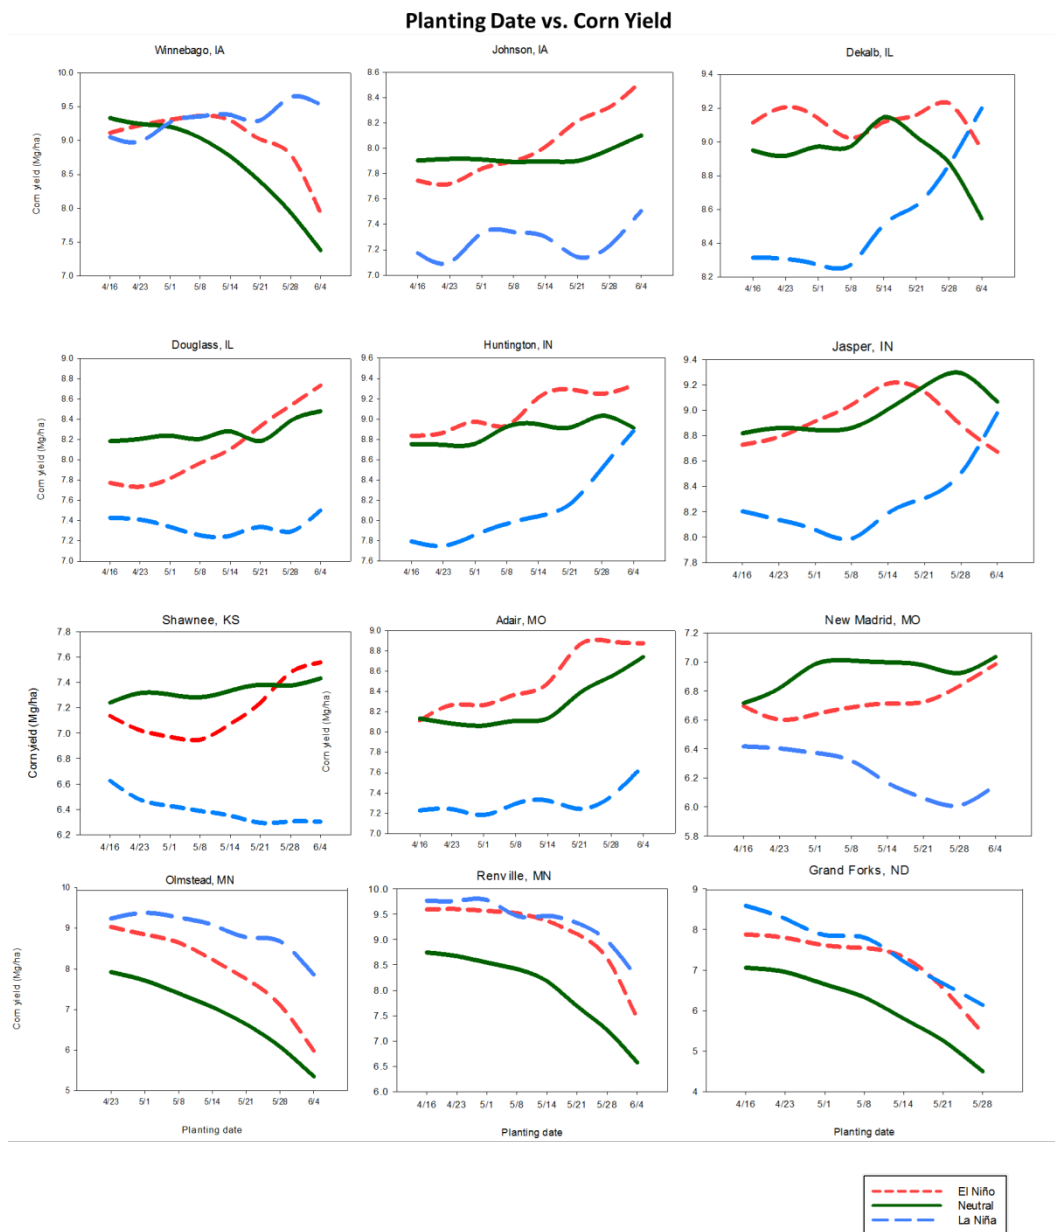 Planting Date vs. Corn Yield
Winnebago, IA
Johnson, IA
Dekalb, IL
10.0
9.5
9.0
8.5
8.0
7.5
7.0
Corn yield (Mg/ha)
4/16 4/23 5/1 5/8 5/14 5/21 5/28 6/4
8.6
8.4
8.2
8.0
7.8
7.6
7.4
7.2
7.0
4/16 4/23 5/1 5/8 5/14 5/21 5/28 6/4
9.4
9.2
9.0
8.8
8.6
8.4
8.2
4/16 4/23 5/1 5/8 5/14 5/21 5/28 6/4
Douglass, IL
Huntington, IN
Jasper, IN
9.0
8.8
8.6
8.4
8.2
8.0
7.8
7.6
7.4
7.2
7.0
Corn yield (Mg/ha)
4/16 4/23 5/1 5/8 5/14 5/21 5/28 6/4
9.6
9.4
9.2
9.0
8.8
8.6
8.4
8.2
8.0
7.8
7.6
4/16 4/23 5/1 5/8 5/14 5/21 5/28 6/4
9.4
9.2
9.0
8.8
8.6
8.4
8.2
8.0
7.8
4/16 4/23 5/1 5/8 5/14 5/21 5/28 6/4
Shawnee, KS
Adair, MO
New Madrid, MO
7.8
7.6
7.4
7.2
7.0
6.8
6.6
6.4
6.2
Corn yield (Mg/ha)
4/16 4/23 5/1 5/8 5/14 5/21 5/28 6/4
9.0
8.8
8.6
8.4
8.2
8.0
7.8
7.6
7.4
7.2
7.0
Corn yield (Mg/ha)
4/16 4/23 5/1 5/8 5/14 5/21 5/28 6/4
7.2
7.0
6.8
6.6
6.4
6.2
6.0
5.8
4/16 4/23 5/1 5/8 5/14 5/21 5/28 6/4
Olmstead, MN
Renville, MN
Grand Forks, ND
10
9
8
7
6
5
Corn yield (Mg/ha)
4/23 5/1 5/8 5/14 5/21 5/28 6/4
Planting date
10.0
9.5
9.0
8.5
8.0
7.5
7.0
6.5
6.0
4/16 4/23 5/1 5/8 5/14 5/21 5/28 6/4
Planting date
9
8
7
6
5
4
4/16 4/23 5/1 5/8 5/14 5/21 5/28
Planting date
El Niño
Neutral
La Niña